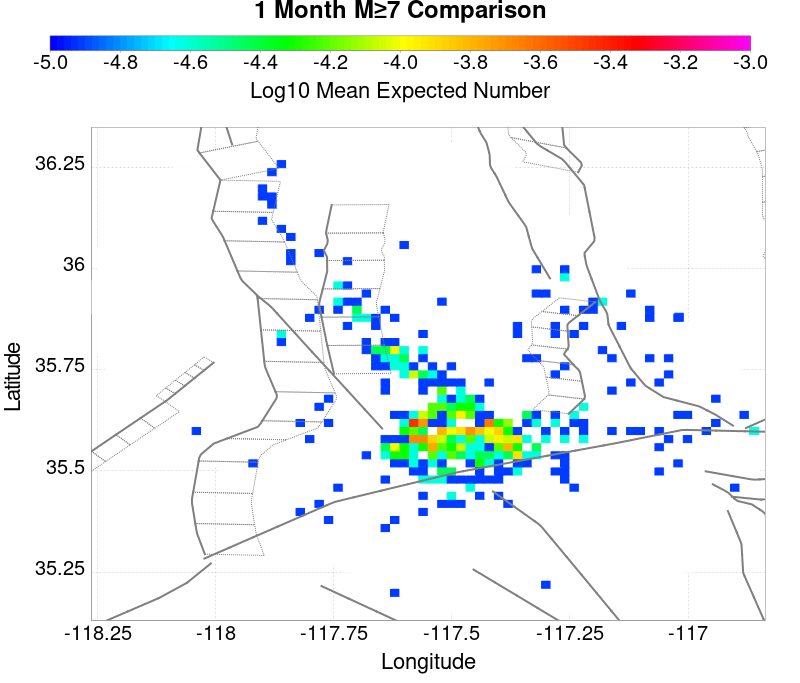 1 Month M≥7 Comparison
-5.0 -4.8 -4.6 -4.4 -4.2 -4.0 -3.8 -3.6 -3.4 -3.2 -3.0
Log10 Mean Expected Number
36.25
36
35.75
35.5
35.25
Latitude
-118.25 -118 -117.75 -117.5 -117.25 -117
Longitude